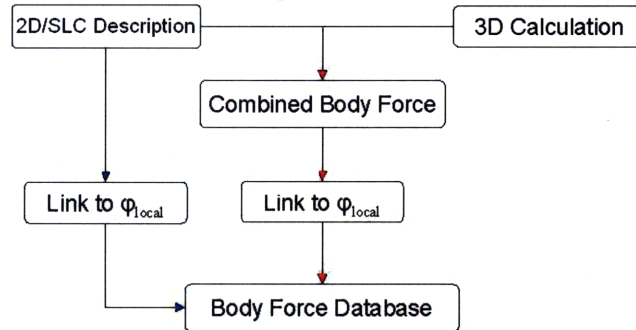 2D/SLC Description
3D Calculation
Combined Body Force
Link to φlocal
Link to φlocal
Body Force Database